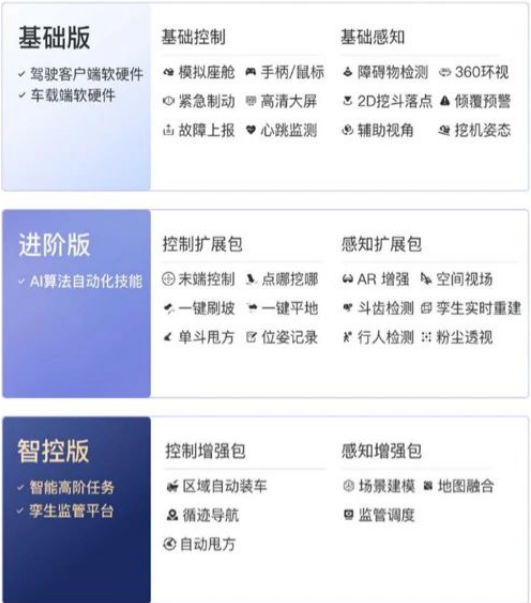 基础版
驾驶客户端软硬件
车载端软硬件
基础控制
模拟座舱 手柄/鼠标
紧急制动 高清大屏
故障上报 心跳监测
基础感知
障碍物检测 360环视
2D挖斗落点 倾覆预警
辅助视角 挖机姿态
进阶版
AI算法自动化技能
控制扩展包
末端控制 点哪挖哪
一键刷坡 一键平地
单斗甩方 位姿记录
感知扩展包
AR 增强 空间视场
斗齿检测 孪生实时重建
行人检测 粉尘透视
智控版
智能高阶任务
孪生监管平台
控制增强包
区域自动装车
循迹导航
自动甩方
感知增强包
场景建模 地图融合
监管调度